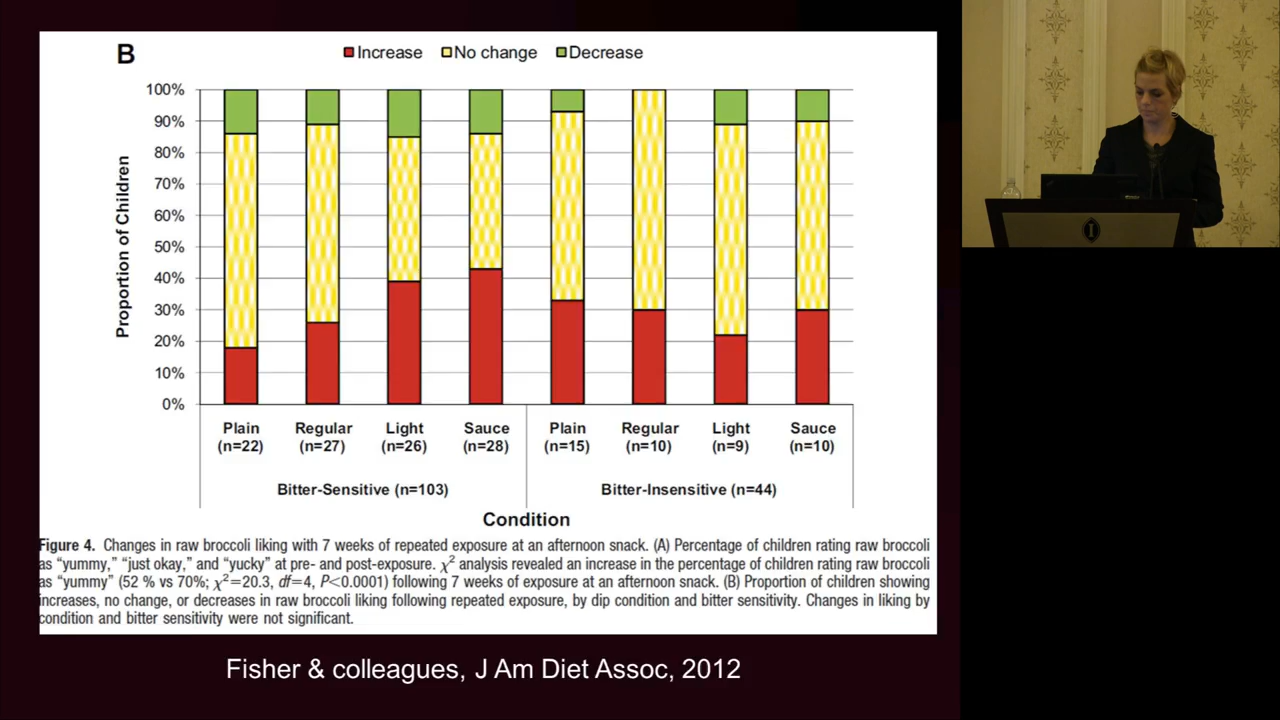 B
Increase No change Decrease
100%
90%
80%
70%
60%
50%
40%
30%
20%
10%
0%
Proportion of Children
Plain Regular Light Sauce Plain Regular Light Sauce
(n=22) (n=27) (n=26) (n=28) (n=15) (n=10) (n=9) (n=10)
Bitter-Sensitive (n=103) Bitter-Insensitive (n=44)
Condition
Figure 4. Changes in raw broccoli liking with 7 weeks of repeated exposure at an afternoon snack. (A) Percentage of children rating raw broccoli
as “yummy,” “just okay,” and “yucky” at pre- and post-exposure. χ² analysis revealed an increase in the percentage of children rating raw broccoli
as “yummy” (52 % vs 70%; χ²=20.3, df=4, P<0.0001) following 7 weeks of exposure at an afternoon snack. (B) Proportion of children showing
increases, no change, or decreases in raw broccoli liking following repeated exposure, by dip condition and bitter sensitivity. Changes in liking by
condition and bitter sensitivity were not significant.
Fisher & colleagues, J Am Diet Assoc, 2012
I